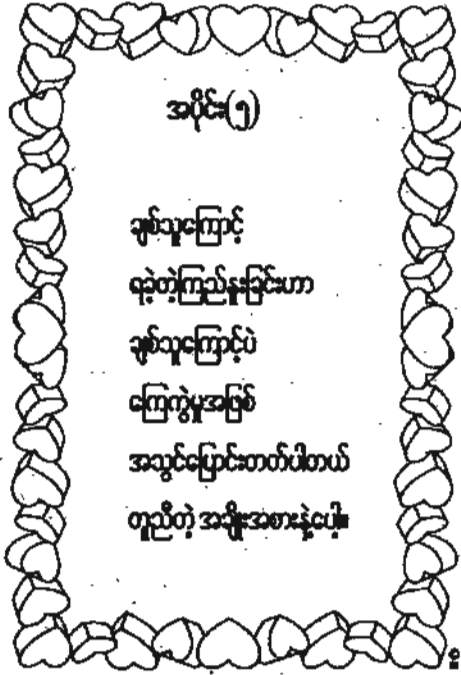 အပိုင်း(၅)
ချစ်သူကြောင့်
ရခဲ့တဲ့ကြည်နူးခြင်းဟာ
ချစ်သူကြောင့်ပဲ
ကြေကွဲမှုအဖြစ်
အသွင်ပြောင်းတတ်ပါတယ်
တူညီတဲ့ အချိုးအစားနဲ့ပေါ့။